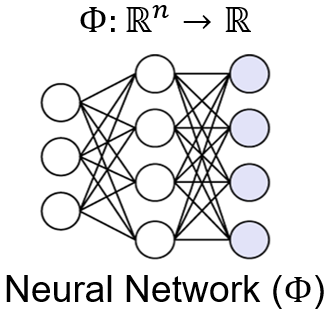 Φ: ℝⁿ → ℝ
Neural Network (Φ)